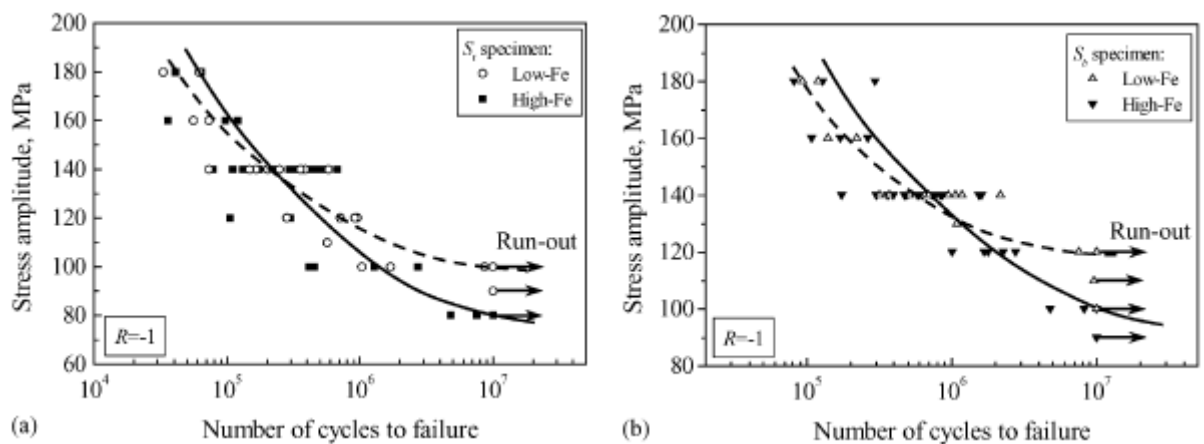 200
180
160
140
120
100
80
60
10^4
10^5
10^6
10^7
Stress amplitude, MPa
Number of cycles to failure
S_t specimen:
Low-Fe
High-Fe
Run-out
R=-1
(a)
200
180
160
140
120
100
80
10^5
10^6
10^7
Stress amplitude, MPa
Number of cycles to failure
S_b specimen:
Low-Fe
High-Fe
Run-out
R=-1
(b)